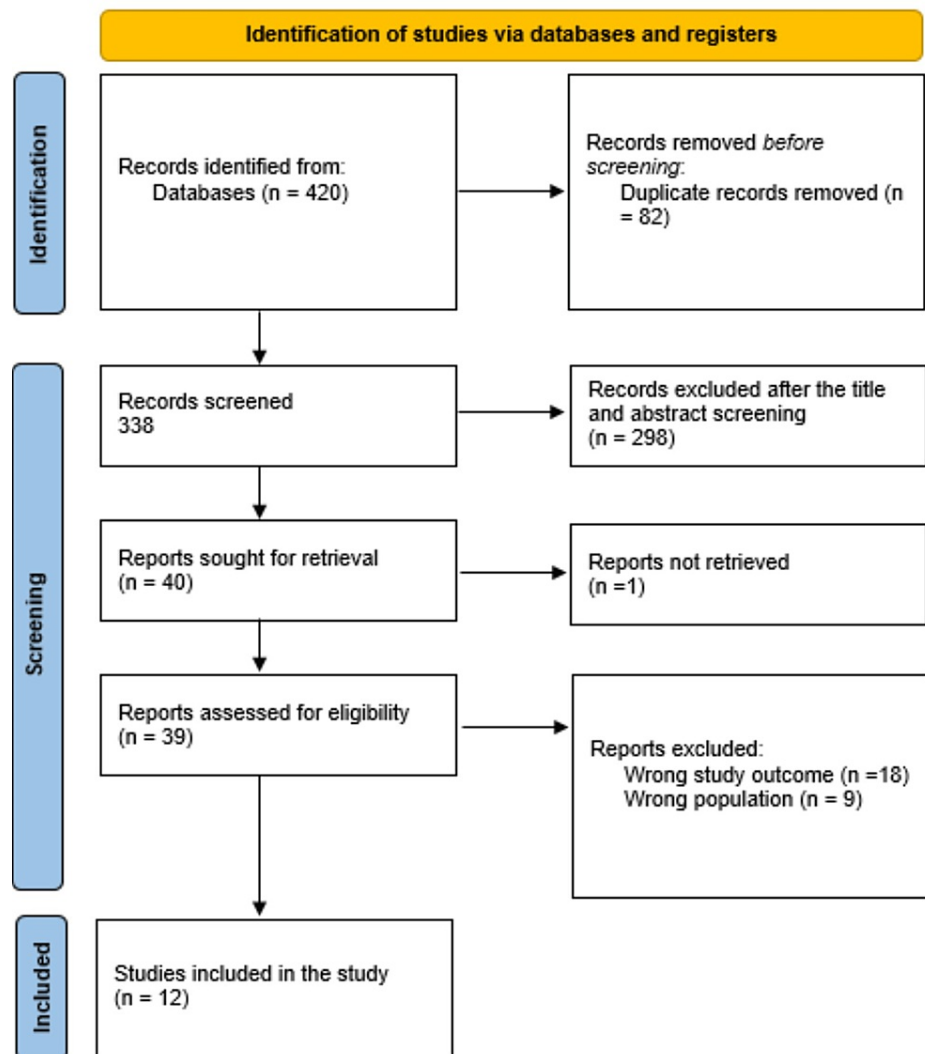 Identification of studies via databases and registers
Identification
Records identified from:
Databases (n = 420)
Records removed before
screening:
Duplicate records removed (n
= 82)
Screening
Records screened
338
Records excluded after the title
and abstract screening
(n = 298)
Reports sought for retrieval
(n = 40)
Reports not retrieved
(n =1)
Reports assessed for eligibility
(n = 39)
Reports excluded:
Wrong study outcome (n =18)
Wrong population (n = 9)
Included
Studies included in the study
(n = 12)